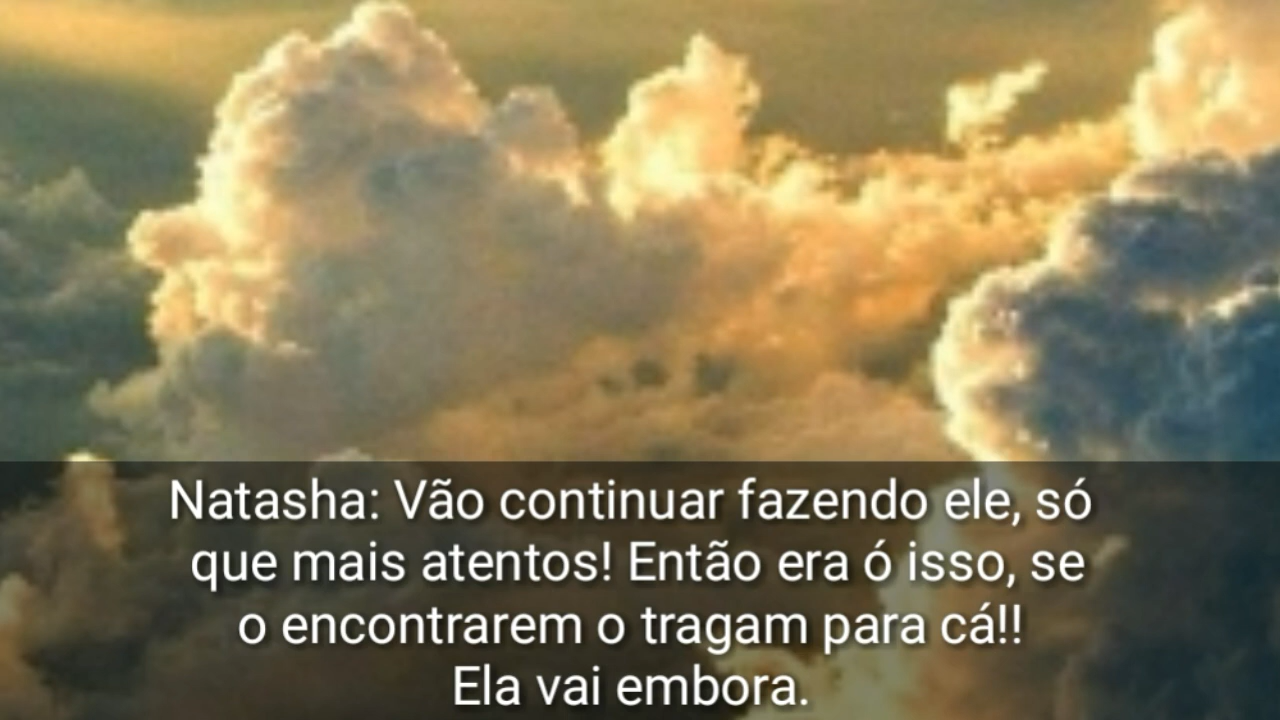 Natasha: Vão continuar fazendo ele, só
que mais atentos! Então era ó isso, se
o encontrarem o tragam para cá!!
Ela vai embora.